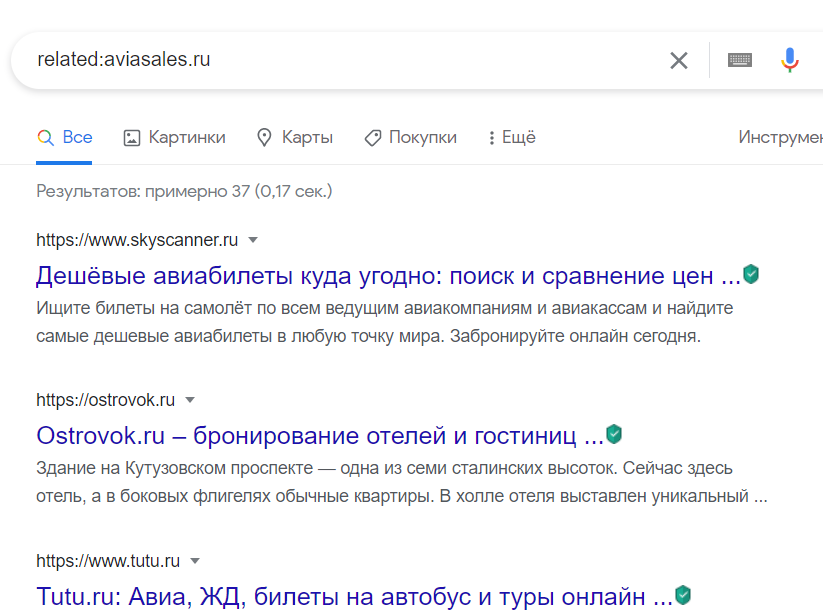 related:aviasales.ru
Все Картинки Карты Покупки Ещё Инструмен
Результатов: примерно 37 (0,17 сек.)
https://www.skyscanner.ru
Дешёвые авиабилеты куда угодно: поиск и сравнение цен ...
Ищите билеты на самолёт по всем ведущим авиакомпаниям и авиакассам и найдите
самые дешевые авиабилеты в любую точку мира. Забронируйте онлайн сегодня.
https://ostrovok.ru
Ostrovok.ru – бронирование отелей и гостиниц ...
Здание на Кутузовском проспекте — одна из семи сталинских высоток. Сейчас здесь
отель, а в боковых флигелях обычные квартиры. В холле отеля выставлен уникальный ...
https://www.tutu.ru
Tutu.ru: Авиа, ЖД, билеты на автобус и туры онлайн ...